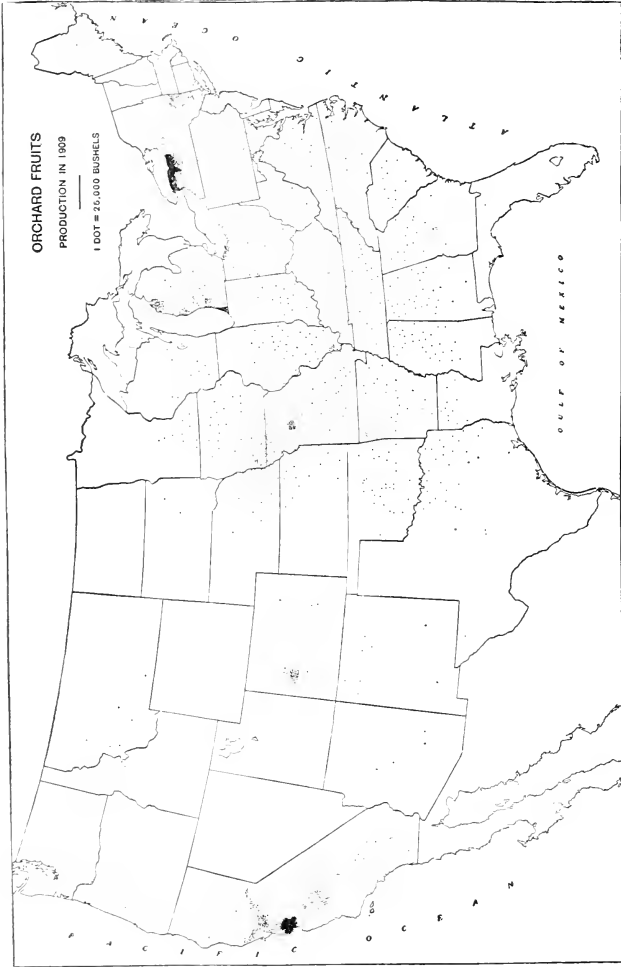 ORCHARD FRUITS
PRODUCTION IN 1909
1 DOT = 25,000 BUSHELS
PACIFIC OCEAN
ATLANTIC OCEAN
GULF OF MEXICO